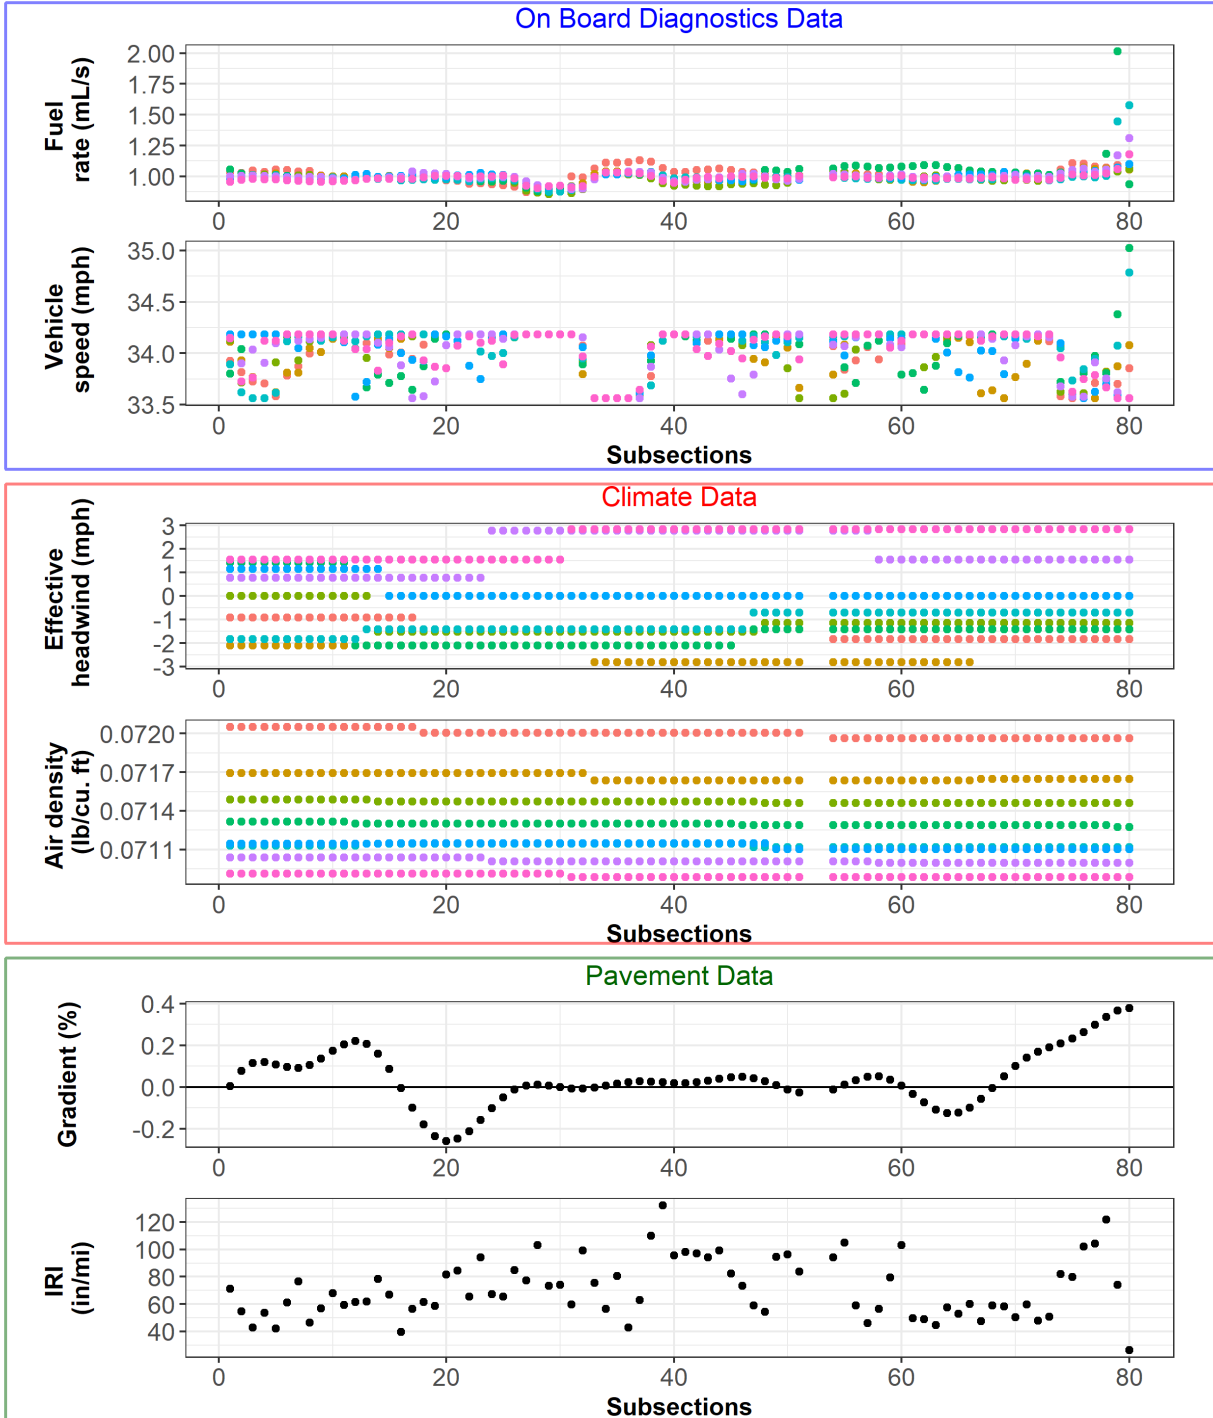 On Board Diagnostics Data
Fuel
rate (mL/s)
2.00
1.75
1.50
1.25
1.00
0 20 40 60 80
Vehicle
speed (mph)
35.0
34.5
34.0
33.5
0 20 40 60 80
Subsections
Climate Data
Effective
headwind (mph)
3
2
1
0
-1
-2
-3
0 20 40 60 80
Air density
(lb/cu. ft)
0.0720
0.0717
0.0714
0.0711
0 20 40 60 80
Subsections
Pavement Data
Gradient (%)
0.4
0.2
0.0
-0.2
0 20 40 60 80
IRI
(in/mi)
120
100
80
60
40
0 20 40 60 80
Subsections